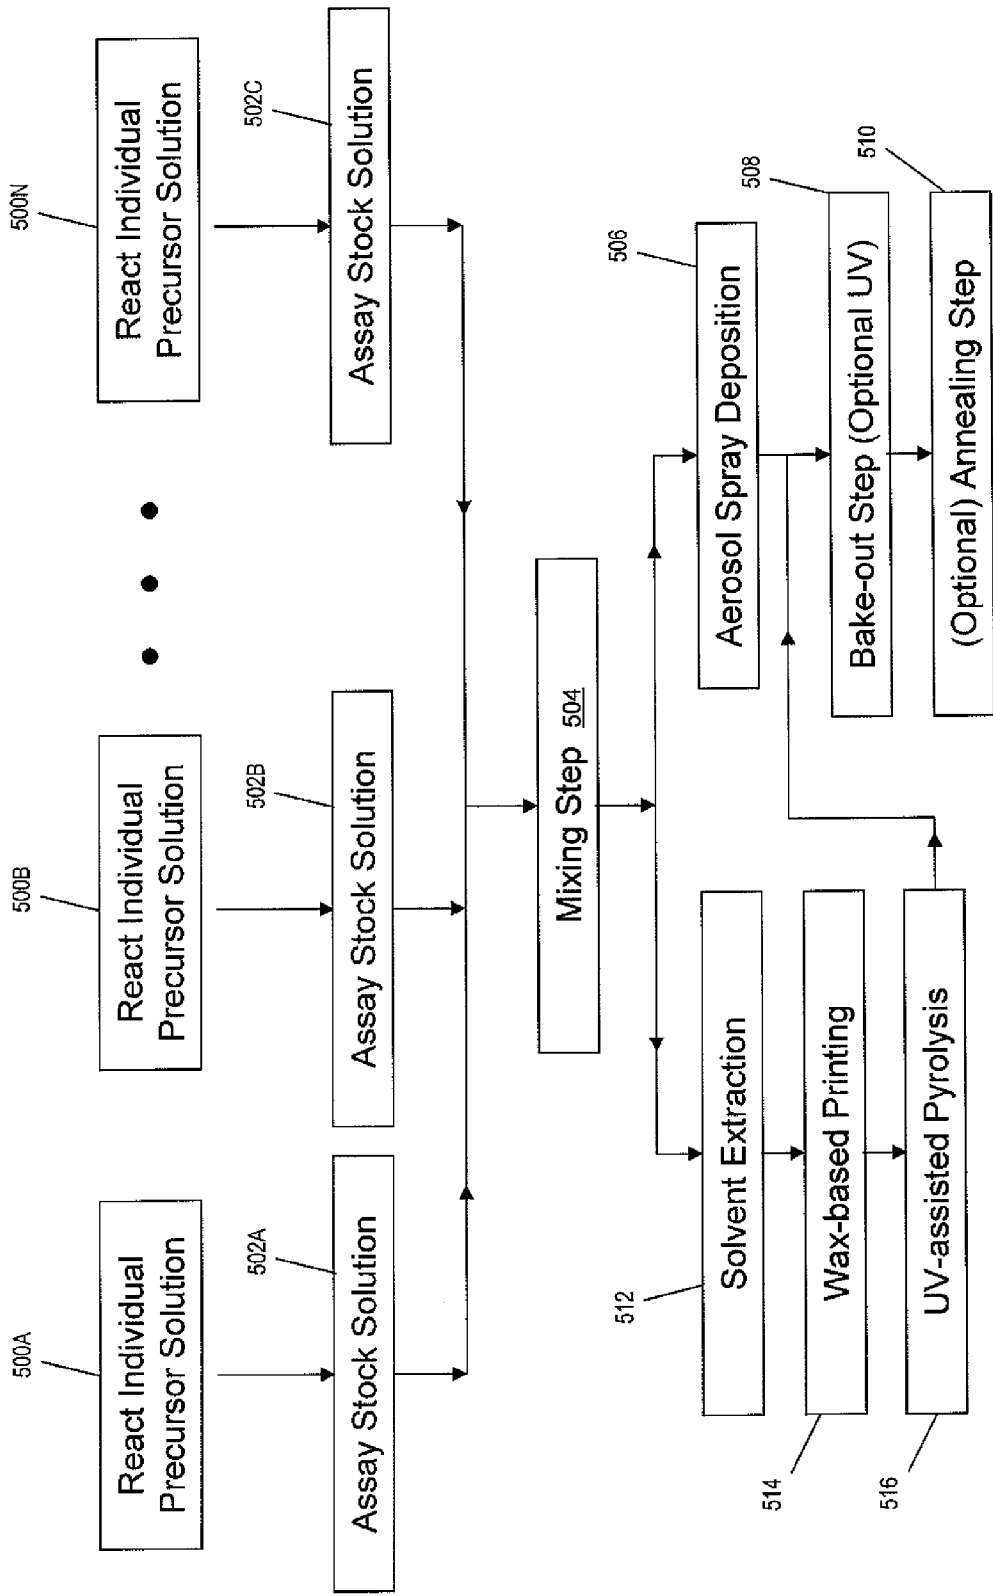 500A
React Individual
Precursor Solution
500B
React Individual
Precursor Solution
500N
React Individual
Precursor Solution
502A
Assay Stock Solution
502B
Assay Stock Solution
502C
Assay Stock Solution
Mixing Step 504
512
Solvent Extraction
506
Aerosol Spray Deposition
514
Wax-based Printing
508
Bake-out Step (Optional UV)
516
UV-assisted Pyrolysis
510
(Optional) Annealing Step